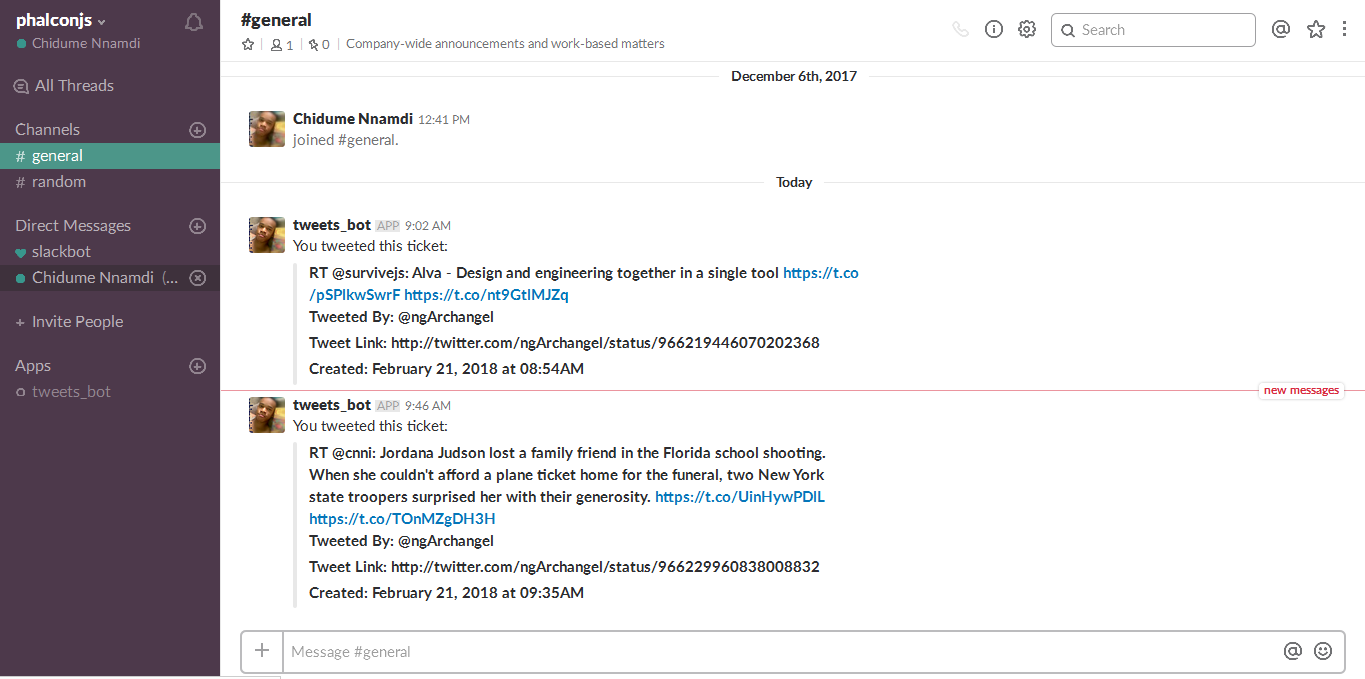 phalconjs
Chidume Nnamdi
All Threads
Channels
# general
# random
Direct Messages
slackbot
Chidume Nnamdi (...
+ Invite People
Apps
tweets_bot
#general
1
0
Company-wide announcements and work-based matters
Search
December 6th, 2017
Chidume Nnamdi 12:41 PM
joined #general.
Today
tweets_bot APP 9:02 AM
You tweeted this ticket:
RT @survivejs: Alva - Design and engineering together in a single tool https://t.co
/pSPlkwSwrF https://t.co/nt9GtlMJZq
Tweeted By: @ngArchangel
Tweet Link: http://twitter.com/ngArchangel/status/966219446070202368
Created: February 21, 2018 at 08:54AM
new messages
tweets_bot APP 9:46 AM
You tweeted this ticket:
RT @cnni: Jordana Judson lost a family friend in the Florida school shooting.
When she couldn't afford a plane ticket home for the funeral, two New York
state troopers surprised her with their generosity. https://t.co/UinHywPDlL
https://t.co/TOnMZgDH3H
Tweeted By: @ngArchangel
Tweet Link: http://twitter.com/ngArchangel/status/966229960838008832
Created: February 21, 2018 at 09:35AM
Message #general